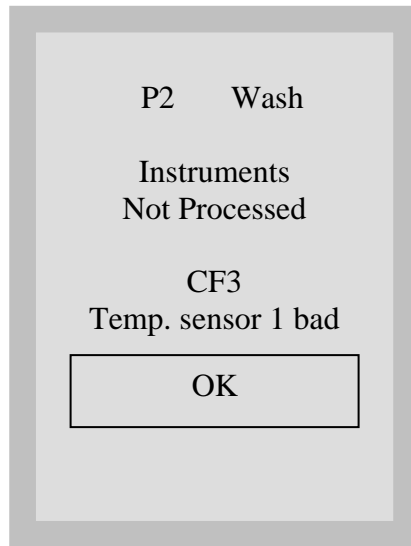 P2 Wash
Instruments
Not Processed
CF3
Temp. sensor 1 bad
OK